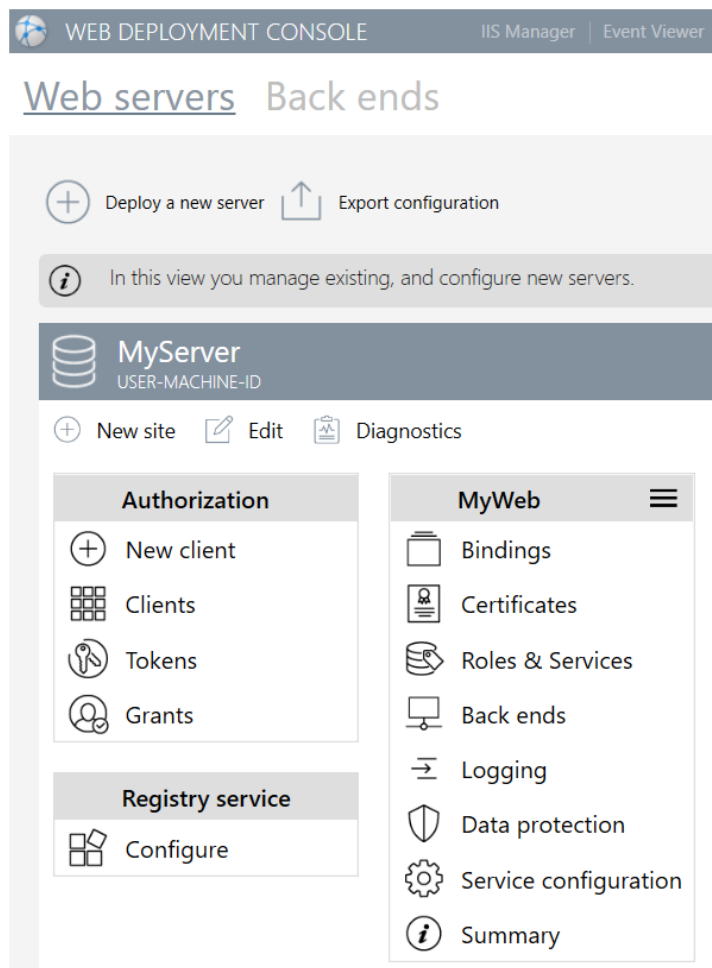 WEB DEPLOYMENT CONSOLE IIS Manager Event Viewer
Web servers Back ends
Deploy a new server Export configuration
In this view you manage existing, and configure new servers.
MyServer
USER-MACHINE-ID
New site Edit Diagnostics
Authorization
New client
Clients
Tokens
Grants
Registry service
Configure
MyWeb
Bindings
Certificates
Roles & Services
Back ends
Logging
Data protection
Service configuration
Summary